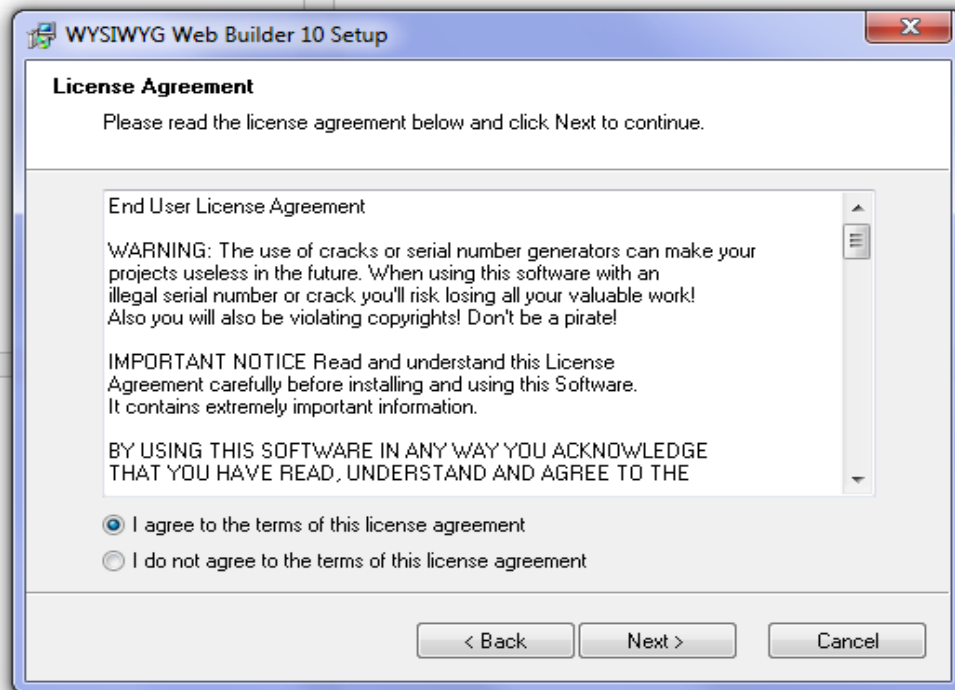 WYSIWYG Web Builder 10 Setup
License Agreement
Please read the license agreement below and click Next to continue.
End User License Agreement
WARNING: The use of cracks or serial number generators can make your
projects useless in the future. When using this software with an
illegal serial number or crack you'll risk losing all your valuable work!
Also you will also be violating copyrights! Don't be a pirate!
IMPORTANT NOTICE Read and understand this License
Agreement carefully before installing and using this Software.
It contains extremely important information.
BY USING THIS SOFTWARE IN ANY WAY YOU ACKNOWLEDGE
THAT YOU HAVE READ, UNDERSTAND AND AGREE TO THE
I agree to the terms of this license agreement
I do not agree to the terms of this license agreement
< Back Next > Cancel